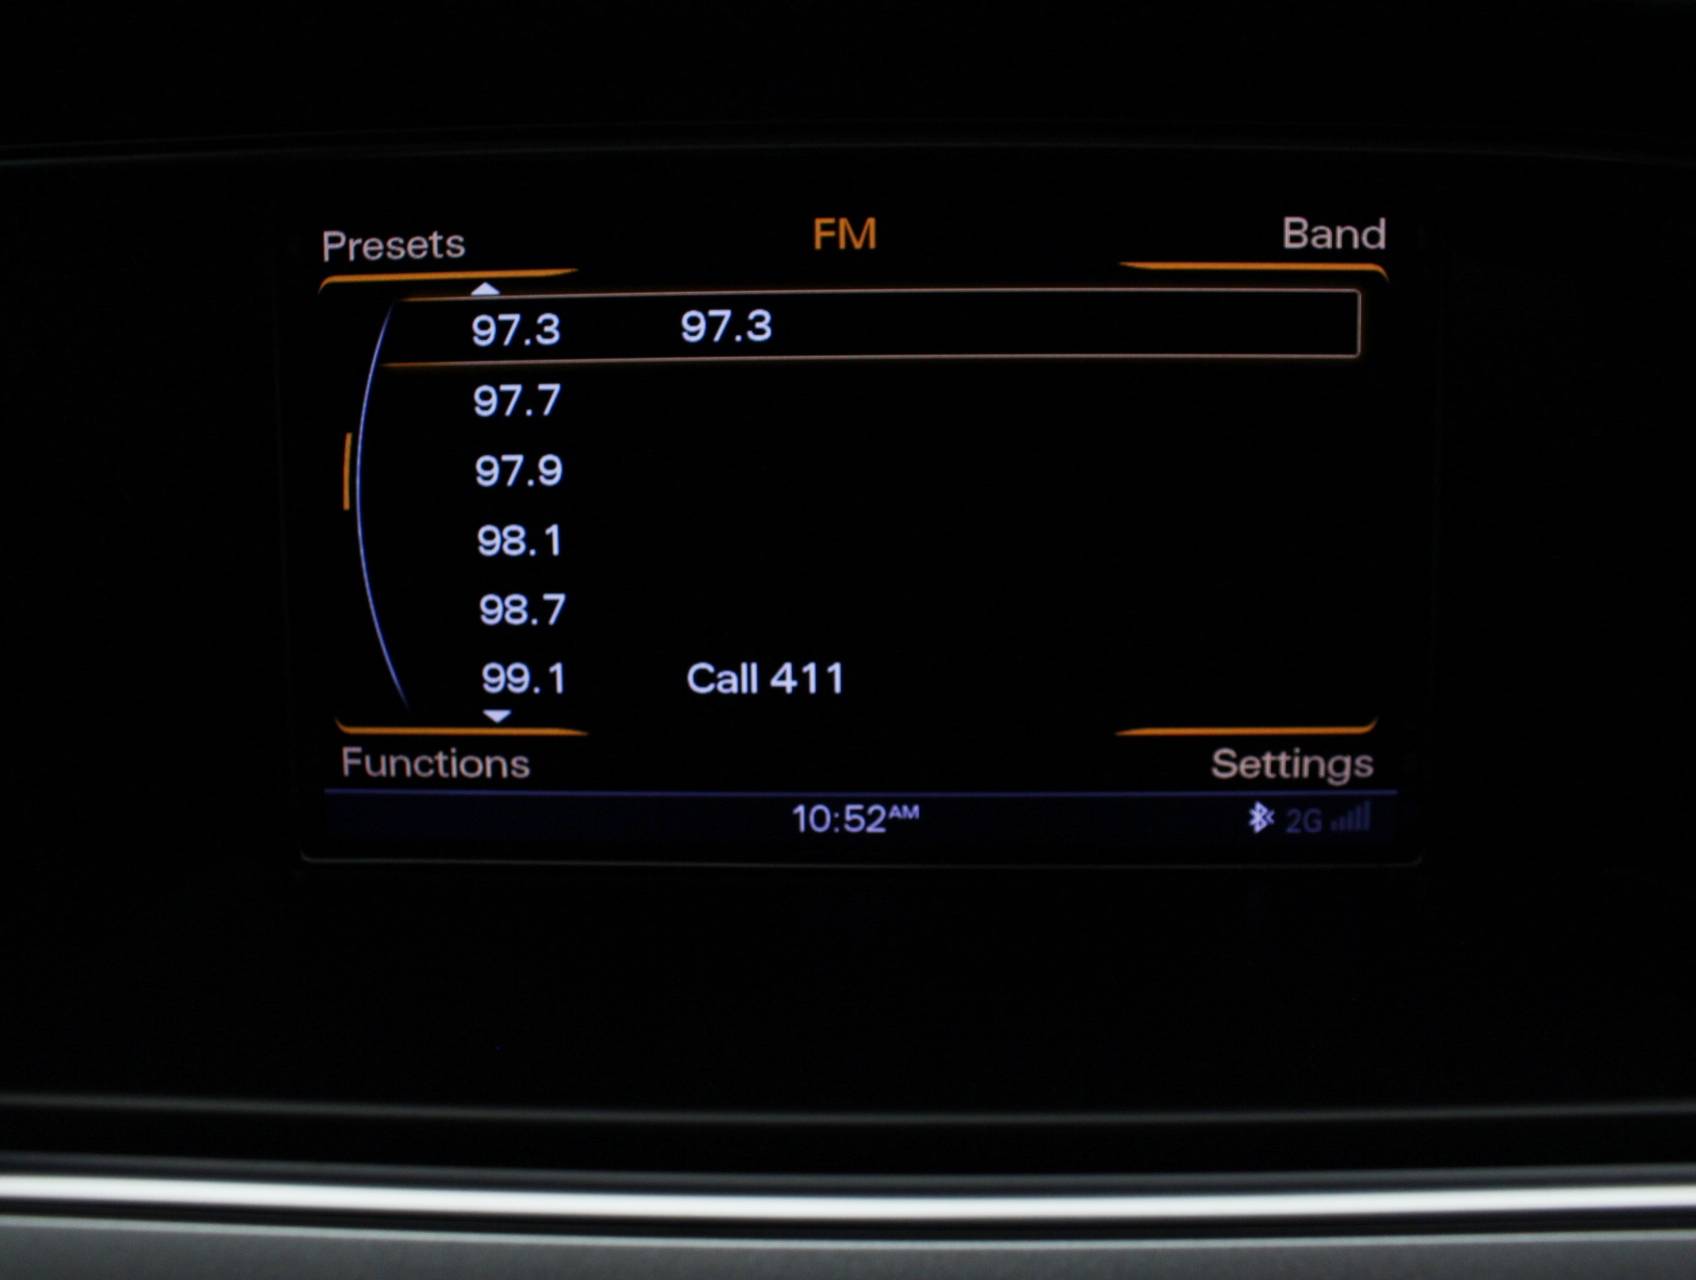 Presets FM Band
97.3 97.3
97.7
97.9
98.1
98.7
99.1 Call 411
Functions Settings
10:52AM 2G